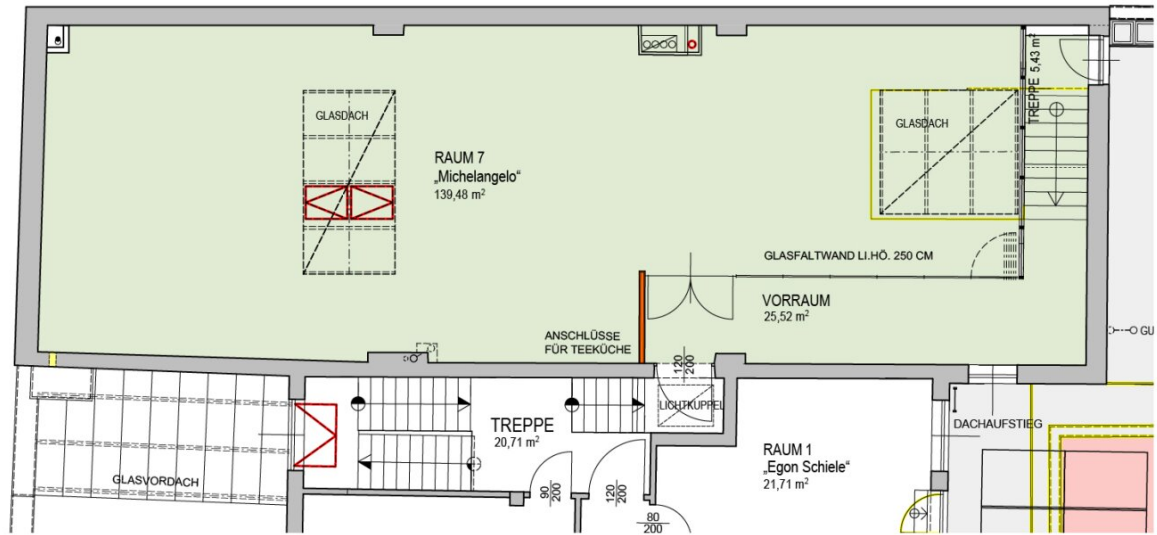 GLASDACH
RAUM 7
„Michelangelo“
139,48 m²
GLASDACH
TREPPE 5,43 m²
GLASFALTWAND LI.HÖ. 250 CM
VORRAUM
25,52 m²
ANSCHLÜSSE
FÜR TEEKÜCHE
120
200
LICHTKUPPEL
TREPPE
20,71 m²
RAUM 1
„Egon Schiele“
21,71 m²
DACHAUFSTIEG
GLASVORDACH
90
200
120
200
80
200
GU